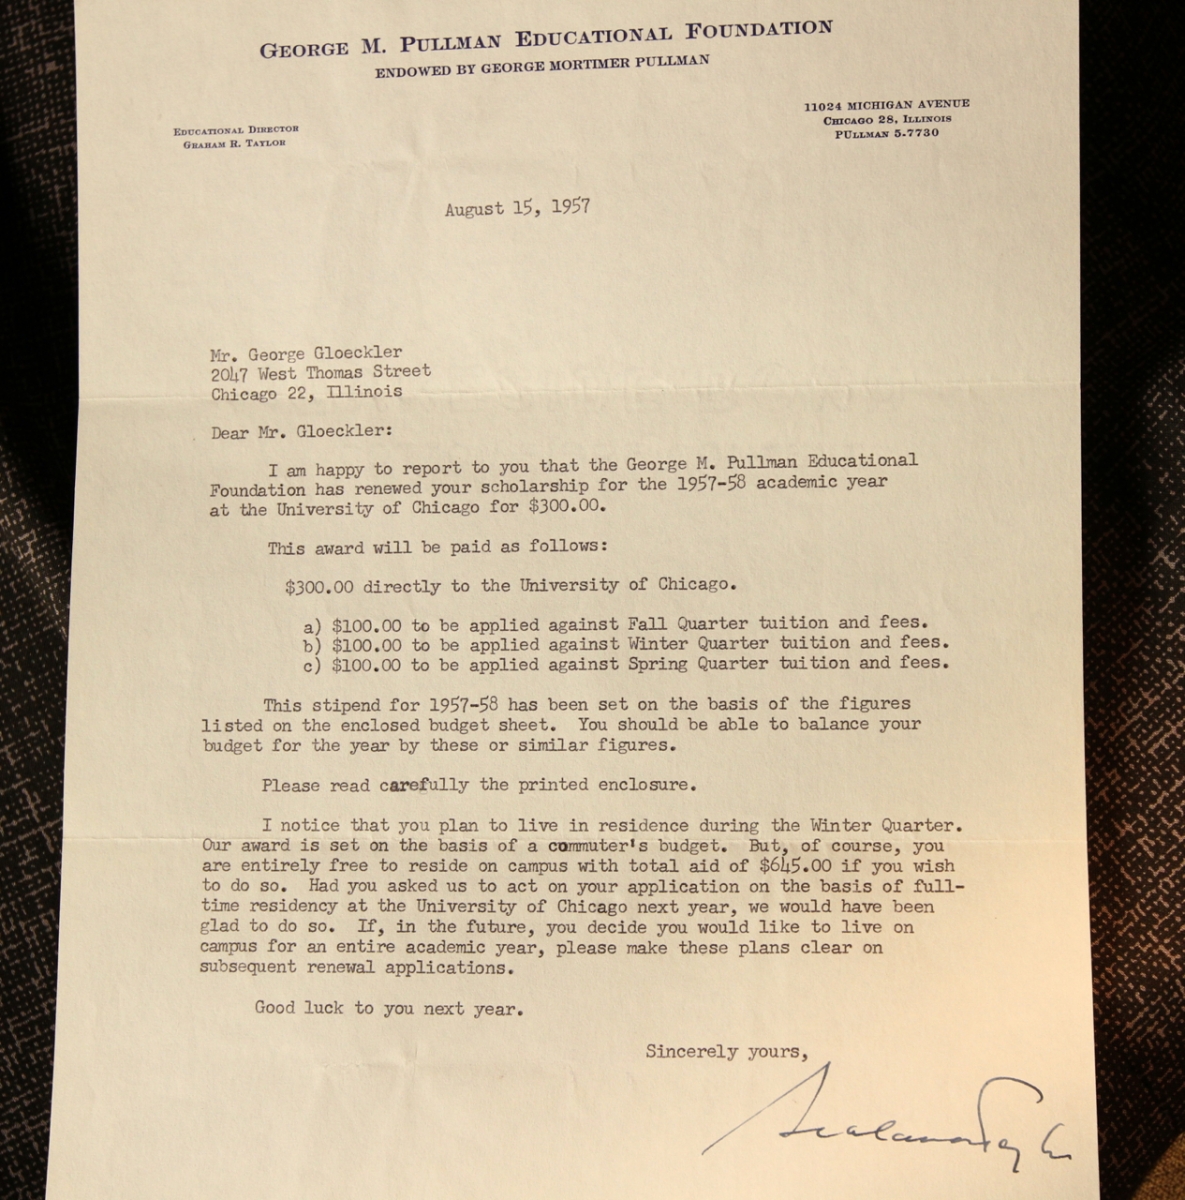 George M. Pullman Educational Foundation
ENDOWED BY GEORGE MORTIMER PULLMAN
11024 MICHIGAN AVENUE
Chicago 28, Illinois
PUllman 5-7730
Educational Director
Graham R. Taylor
August 15, 1957
Mr. George Gloeckler
2047 West Thomas Street
Chicago 22, Illinois
Dear Mr. Gloeckler:
I am happy to report to you that the George M. Pullman Educational
Foundation has renewed your scholarship for the 1957-58 academic year
at the University of Chicago for $300.00.
This award will be paid as follows:
$300.00 directly to the University of Chicago.
a) $100.00 to be applied against Fall Quarter tuition and fees.
b) $100.00 to be applied against Winter Quarter tuition and fees.
c) $100.00 to be applied against Spring Quarter tuition and fees.
This stipend for 1957-58 has been set on the basis of the figures
listed on the enclosed budget sheet. You should be able to balance your
budget for the year by these or similar figures.
Please read carefully the printed enclosure.
I notice that you plan to live in residence during the Winter Quarter.
Our award is set on the basis of a commuter's budget. But, of course, you
are entirely free to reside on campus with total aid of $645.00 if you wish
to do so. Had you asked us to act on your application on the basis of full-
time residency at the University of Chicago next year, we would have been
glad to do so. If, in the future, you decide you would like to live on
campus for an entire academic year, please make these plans clear on
subsequent renewal applications.
Good luck to you next year.
Sincerely yours,